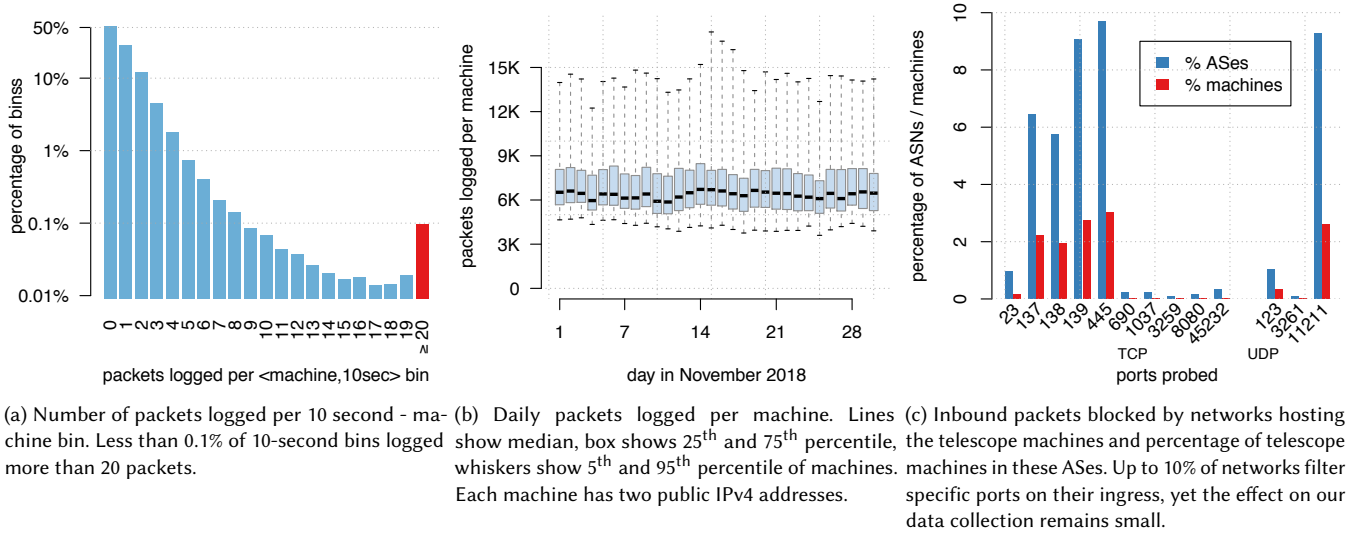 50%
10%
1%
0.1%
0.01%
percentage of binss
0
1
2
3
4
5
6
7
8
9
10
11
12
13
14
15
16
17
18
19
≥20
packets logged per <machine,10sec> bin
15K
12K
9K
6K
3K
0
packets logged per machine
1
7
14
21
28
day in November 2018
10
8
6
4
2
0
percentage of ASNs / machines
% ASes
% machines
23
137
138
139
445
690
1037
3259
8080
45232
123
3261
11211
TCP
UDP
ports probed
(a) Number of packets logged per 10 second - ma-
chine bin. Less than 0.1% of 10-second bins logged
more than 20 packets.
(b) Daily packets logged per machine. Lines
show median, box shows 25th and 75th percentile,
whiskers show 5th and 95th percentile of machines.
Each machine has two public IPv4 addresses.
(c) Inbound packets blocked by networks hosting
the telescope machines and percentage of telescope
machines in these ASes. Up to 10% of networks filter
specific ports on their ingress, yet the effect on our
data collection remains small.